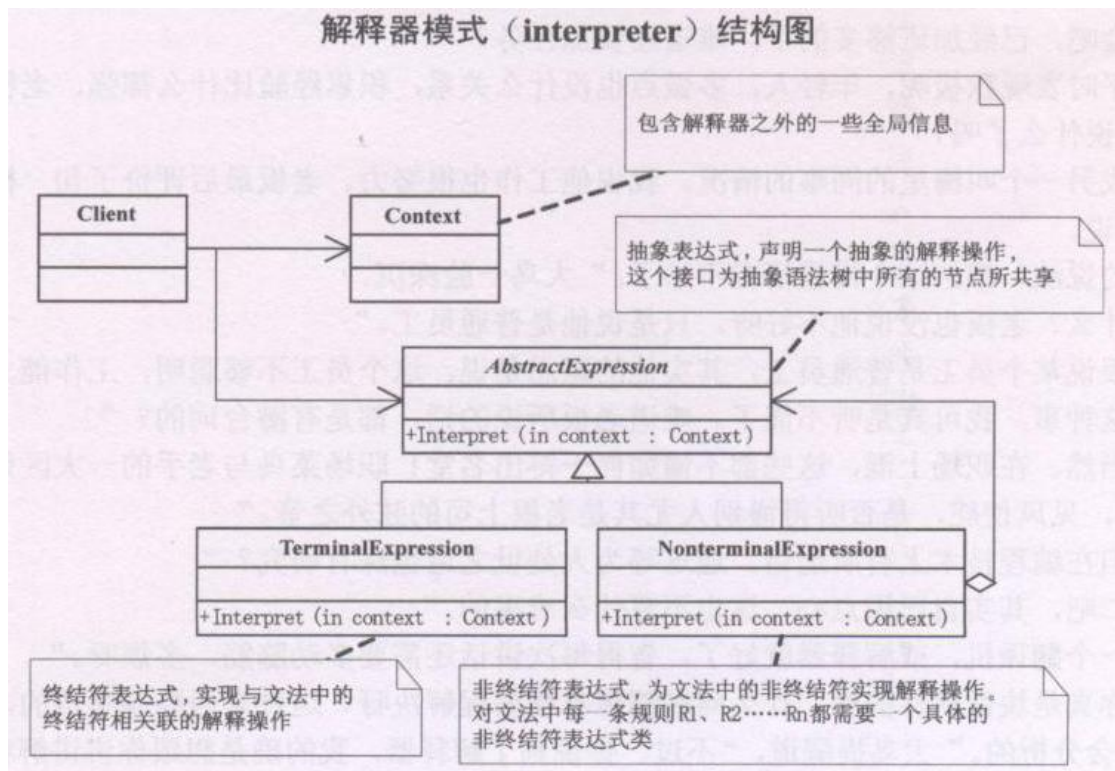 解释器模式（interpreter）结构图
包含解释器之外的一些全局信息
Client
Context
抽象表达式，声明一个抽象的解释操作，
这个接口为抽象语法树中所有的节点所共享
AbstractExpression
+Interpret(in context : Context)
TerminalExpression
NonterminalExpression
+Interpret(in context : Context)
+Interpret(in context : Context)
终结符表达式，实现与文法中的
终结符相关联的解释操作
非终结符表达式，为文法中的非终结符实现解释操作。
对文法中每一条规则R1、R2……Rn都需要一个具体的
非终结符表达式类